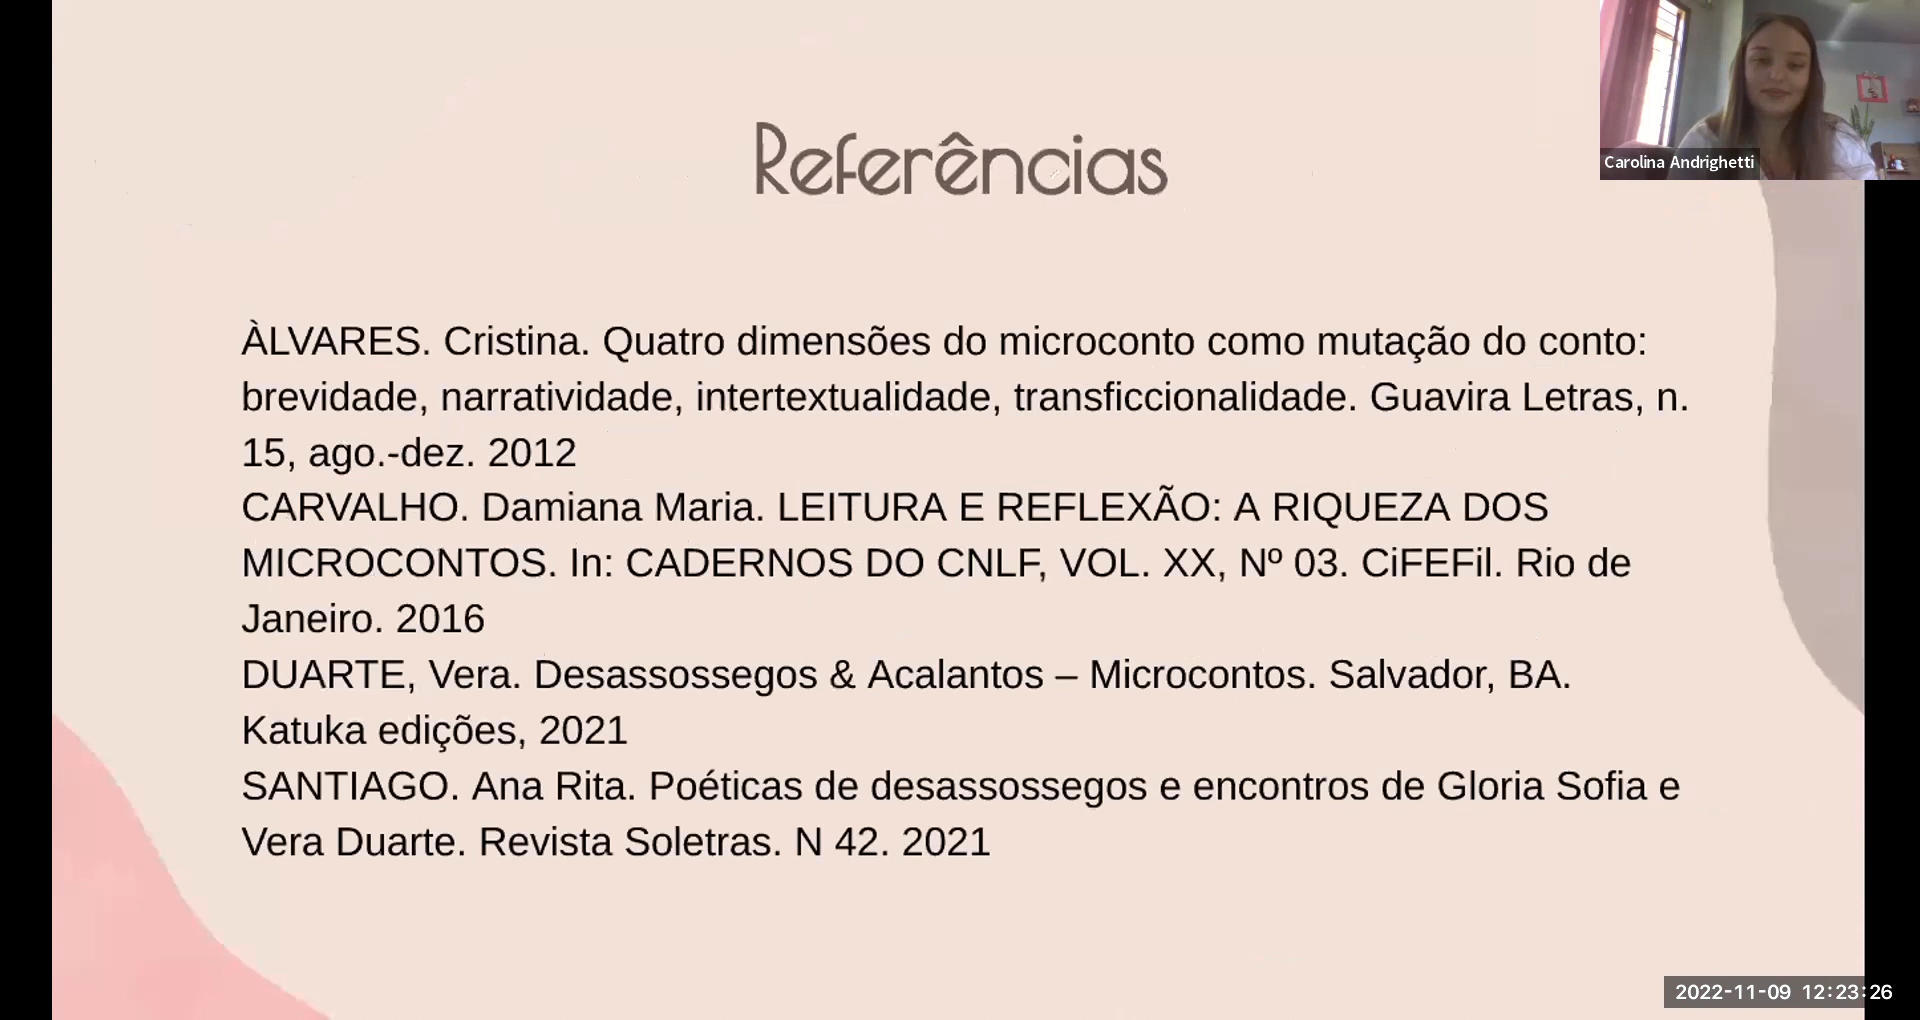 Referências
Carolina Andrighetti
ÀLVARES. Cristina. Quatro dimensões do microconto como mutação do conto:
brevidade, narratividade, intertextualidade, transficcionalidade. Guavira Letras, n.
15, ago.-dez. 2012
CARVALHO. Damiana Maria. LEITURA E REFLEXÃO: A RIQUEZA DOS
MICROCONTOS. In: CADERNOS DO CNLF, VOL. XX, Nº 03. CiFEFil. Rio de
Janeiro. 2016
DUARTE, Vera. Desassossegos & Acalantos – Microcontos. Salvador, BA.
Katuka edições, 2021
SANTIAGO. Ana Rita. Poéticas de desassossegos e encontros de Gloria Sofia e
Vera Duarte. Revista Soletras. N 42. 2021
2022-11-09 12:23:26